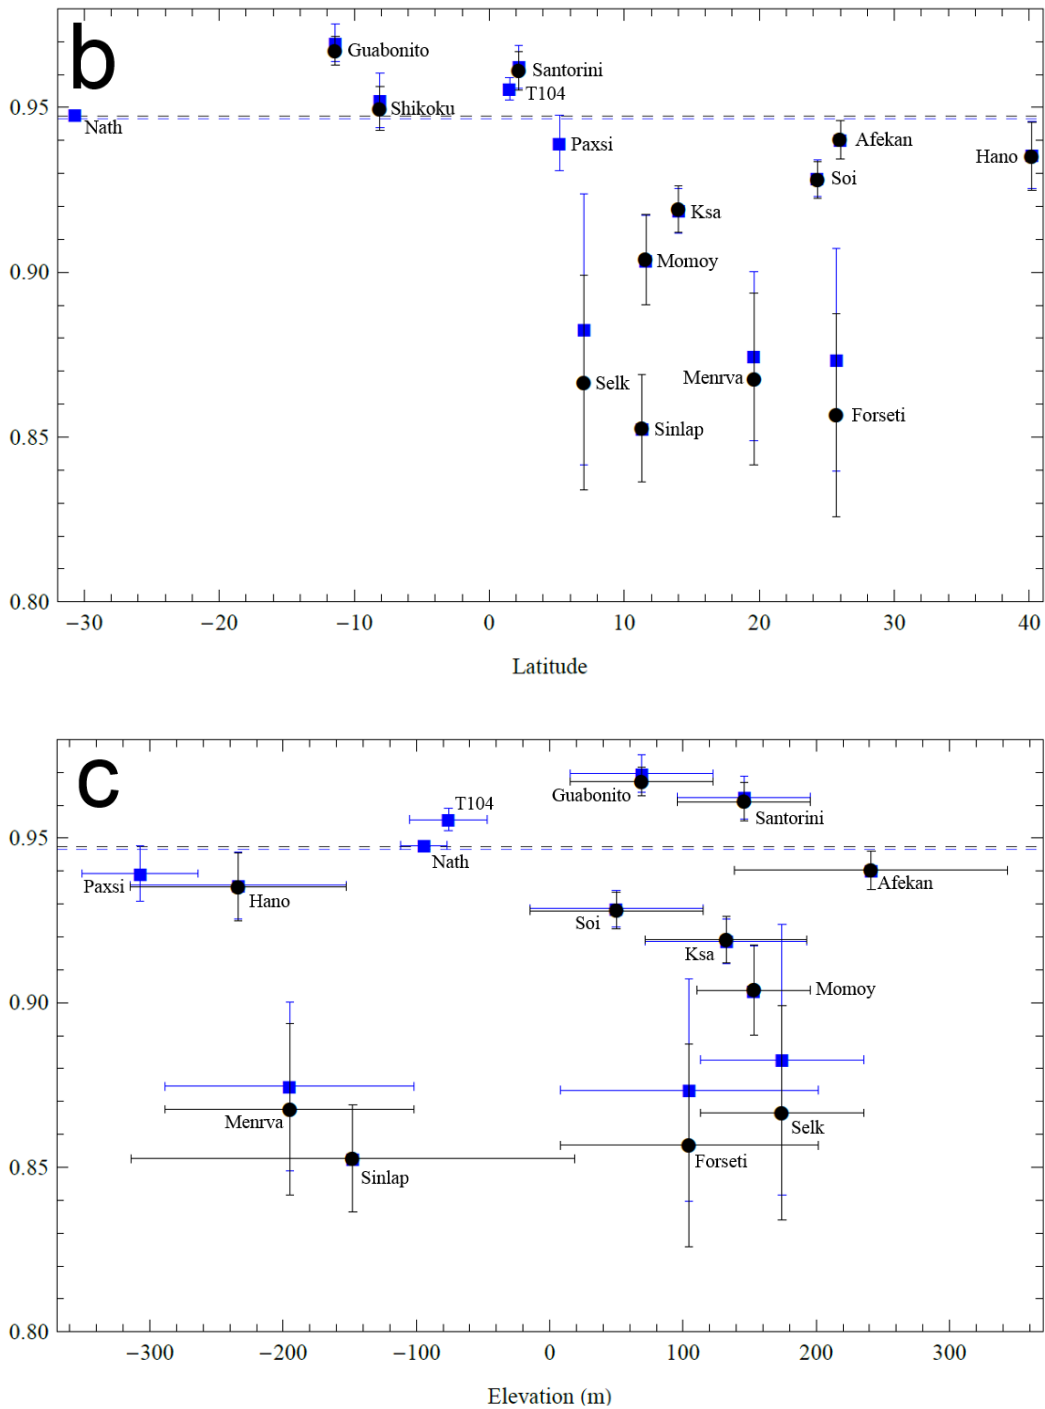 b
Guabonito
Santorini
T104
0.95
Shikoku
Nath
Paxsi
Afekan
Hano
Soi
Ksa
Momoy
0.90
Menrva
Selk
Forseti
Sinlap
0.85
0.80
−30 −20 −10 0 10 20 30 40
Latitude
c
Guabonito
T104
Santorini
0.95
Nath
Paxsi
Afekan
Hano
Soi
Ksa
Momoy
0.90
Menrva
Selk
Forseti
0.85
Sinlap
0.80
−300 −200 −100 0 100 200 300
Elevation (m)